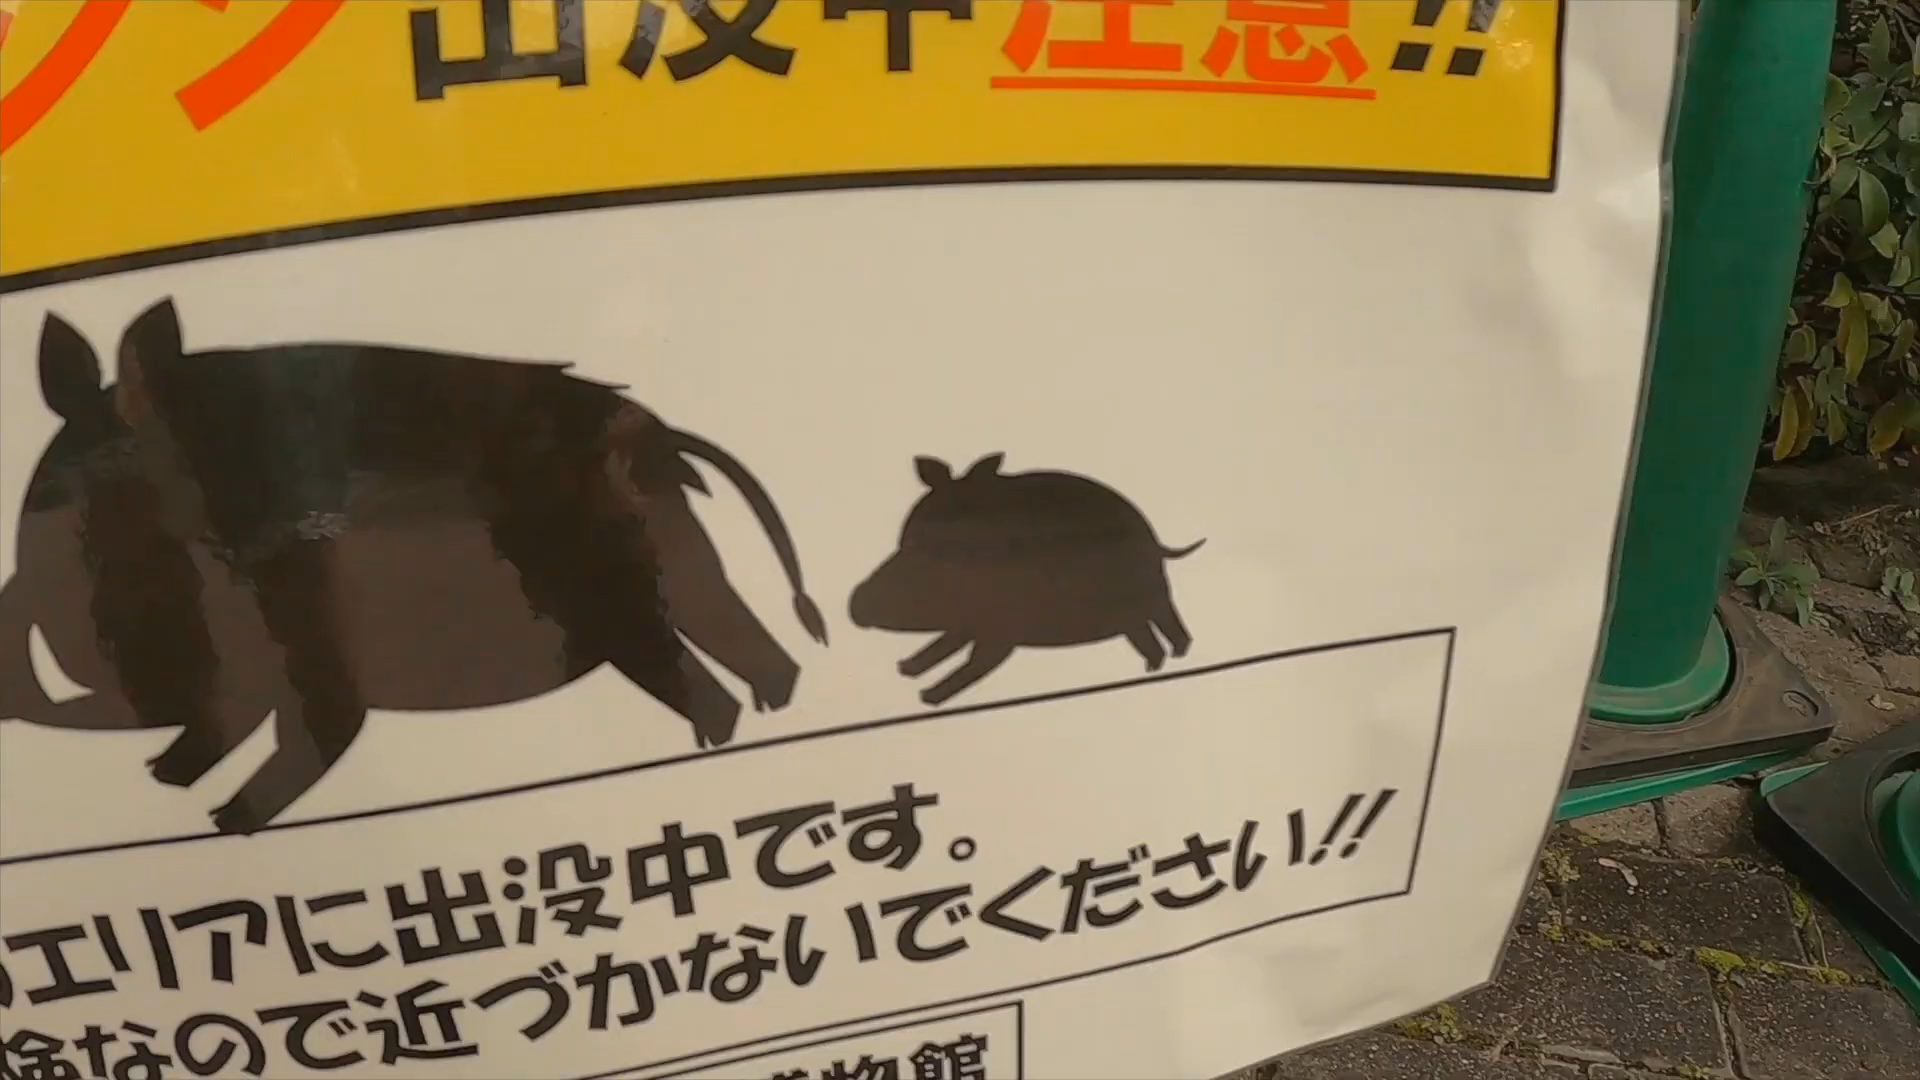 出没中注意!!
エリアに出没中です。
険なので近づかないでください!!
物館